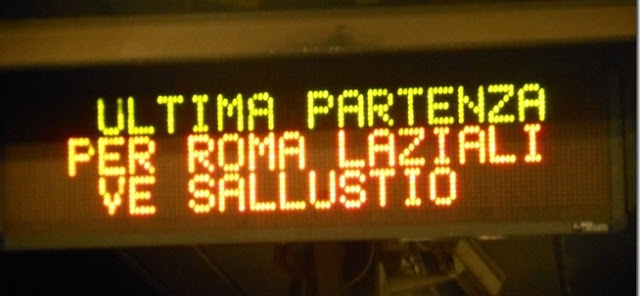 ULTIMA PARTENZA
PER ROMA LAZIALI
VE SALLUSTIO